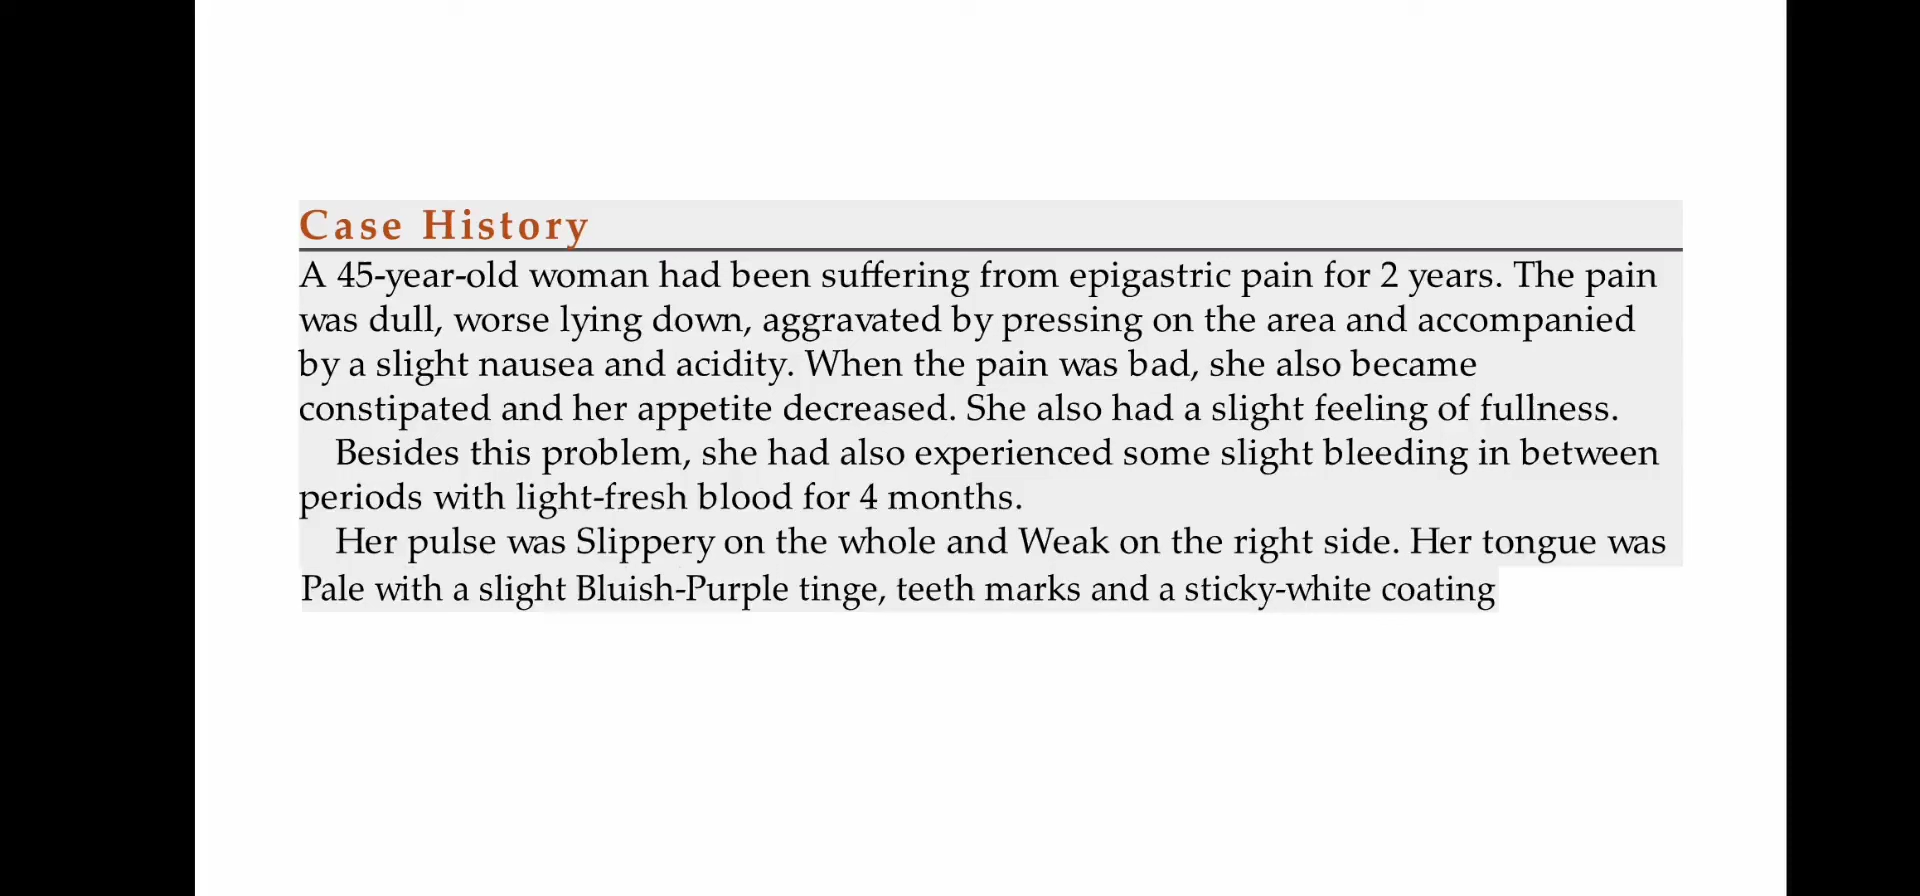 Case History
A 45-year-old woman had been suffering from epigastric pain for 2 years. The pain
was dull, worse lying down, aggravated by pressing on the area and accompanied
by a slight nausea and acidity. When the pain was bad, she also became
constipated and her appetite decreased. She also had a slight feeling of fullness.
Besides this problem, she had also experienced some slight bleeding in between
periods with light-fresh blood for 4 months.
Her pulse was Slippery on the whole and Weak on the right side. Her tongue was
Pale with a slight Bluish-Purple tinge, teeth marks and a sticky-white coating